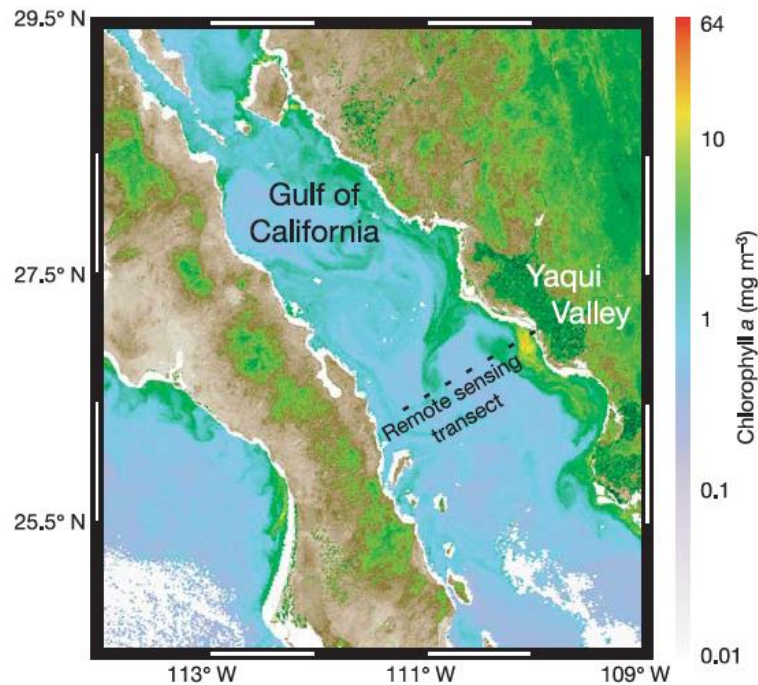 29.5° N
27.5° N
25.5° N
113° W
111° W
109° W
Gulf of
California
Yaqui
Valley
Remote sensing
transect
64
10
1
0.1
0.01
Chlorophyll a (mg m⁻³)